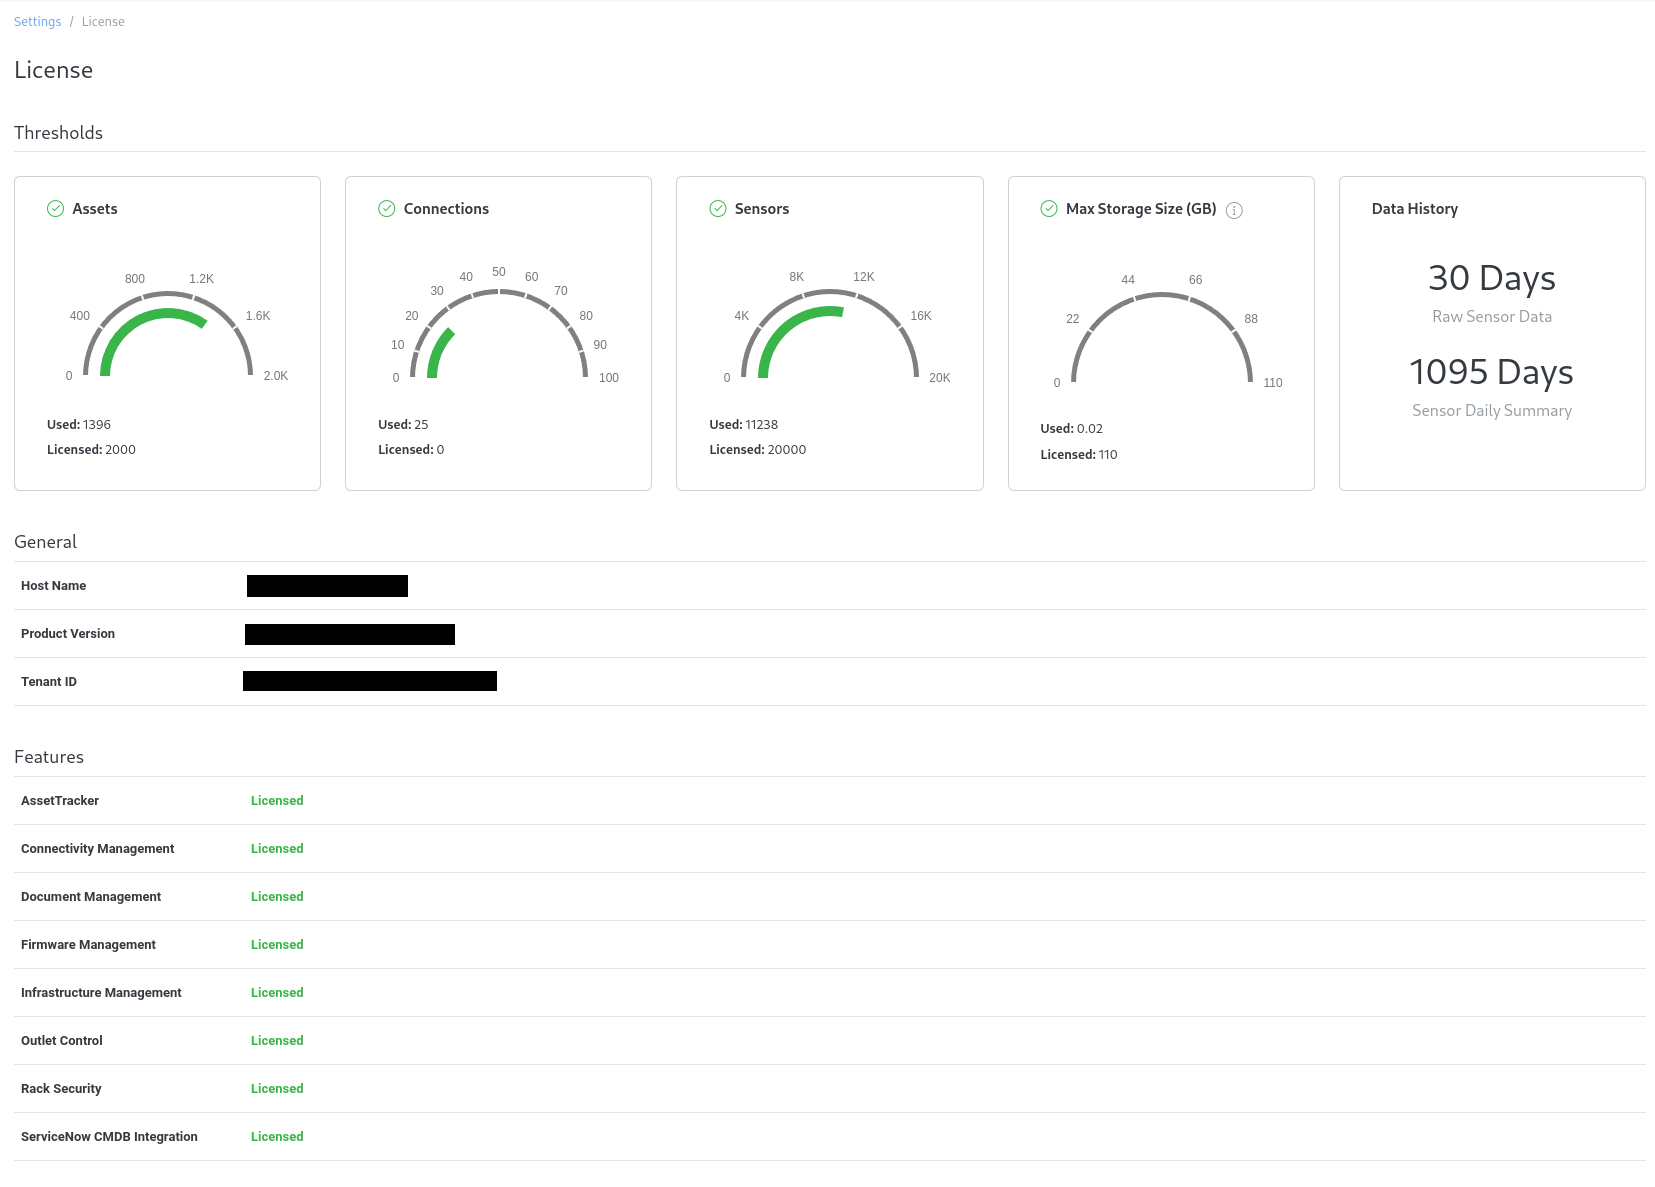 Settings / License
License
Thresholds
Assets
0
400
800
1.2K
1.6K
2.0K
Used: 1396
Licensed: 2000
Connections
0
10
20
30
40
50
60
70
80
90
100
Used: 25
Licensed: 0
Sensors
0
4K
8K
12K
16K
20K
Used: 11238
Licensed: 20000
Max Storage Size (GB)
0
22
44
66
88
110
Used: 0.02
Licensed: 110
Data History
30 Days
Raw Sensor Data
1095 Days
Sensor Daily Summary
General
Host Name
Product Version
Tenant ID
Features
AssetTracker Licensed
Connectivity Management Licensed
Document Management Licensed
Firmware Management Licensed
Infrastructure Management Licensed
Outlet Control Licensed
Rack Security Licensed
ServiceNow CMDB Integration Licensed